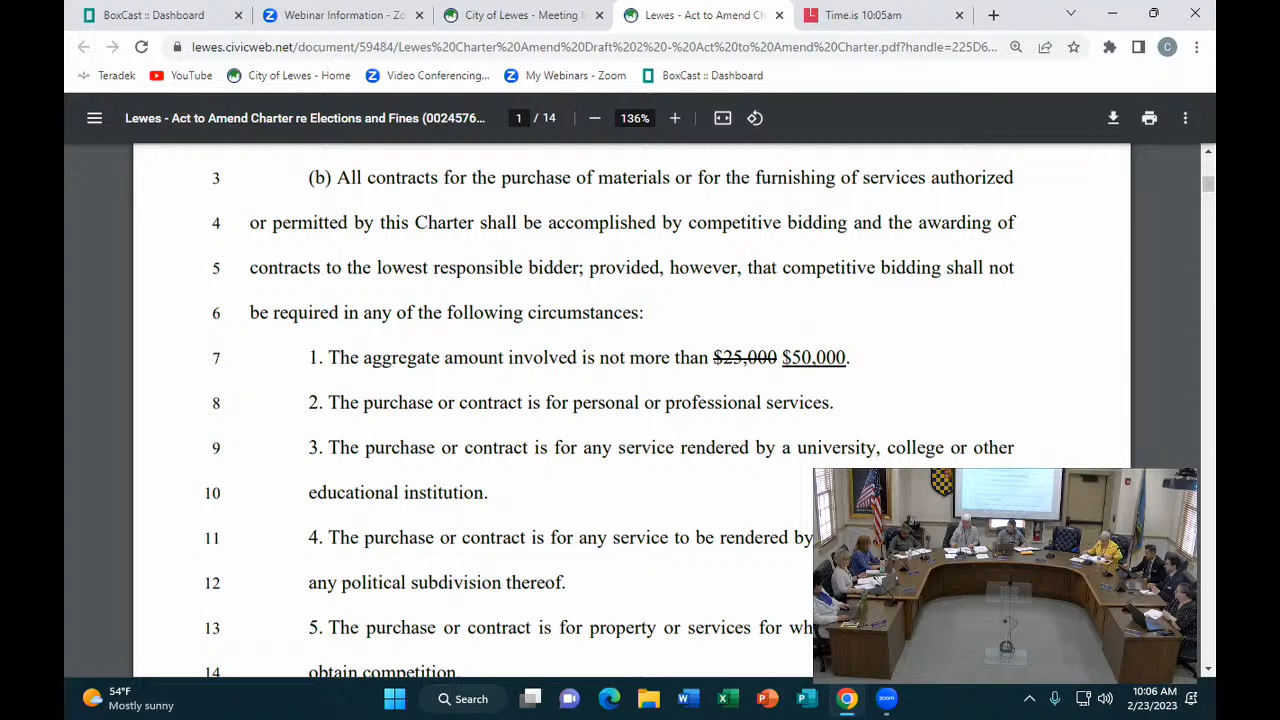 BoxCast :: Dashboard
Webinar Information - Zo
City of Lewes - Meeting
Lewes - Act to Amend Ch
Time.is 10:05am
lewes.civicweb.net/document/59484/Lewes%20Charter%20Amend%20Draft%202%20-%20Act%20to%20Amend%20Charter.pdf?handle=225D6...
C
Teradek
YouTube
City of Lewes - Home
Video Conferencing...
My Webinars - Zoom
BoxCast :: Dashboard
Lewes - Act to Amend Charter re Elections and Fines (0024576...
1 / 14
136%
3 (b) All contracts for the purchase of materials or for the furnishing of services authorized
4 or permitted by this Charter shall be accomplished by competitive bidding and the awarding of
5 contracts to the lowest responsible bidder; provided, however, that competitive bidding shall not
6 be required in any of the following circumstances:
7 1. The aggregate amount involved is not more than $25,000 $50,000.
8 2. The purchase or contract is for personal or professional services.
9 3. The purchase or contract is for any service rendered by a university, college or other
10 educational institution.
11 4. The purchase or contract is for any service to be rendered by
12 any political subdivision thereof.
13 5. The purchase or contract is for property or services for wh
14 obtain competition.
54°F
Mostly sunny
Search
10:06 AM
2/23/2023